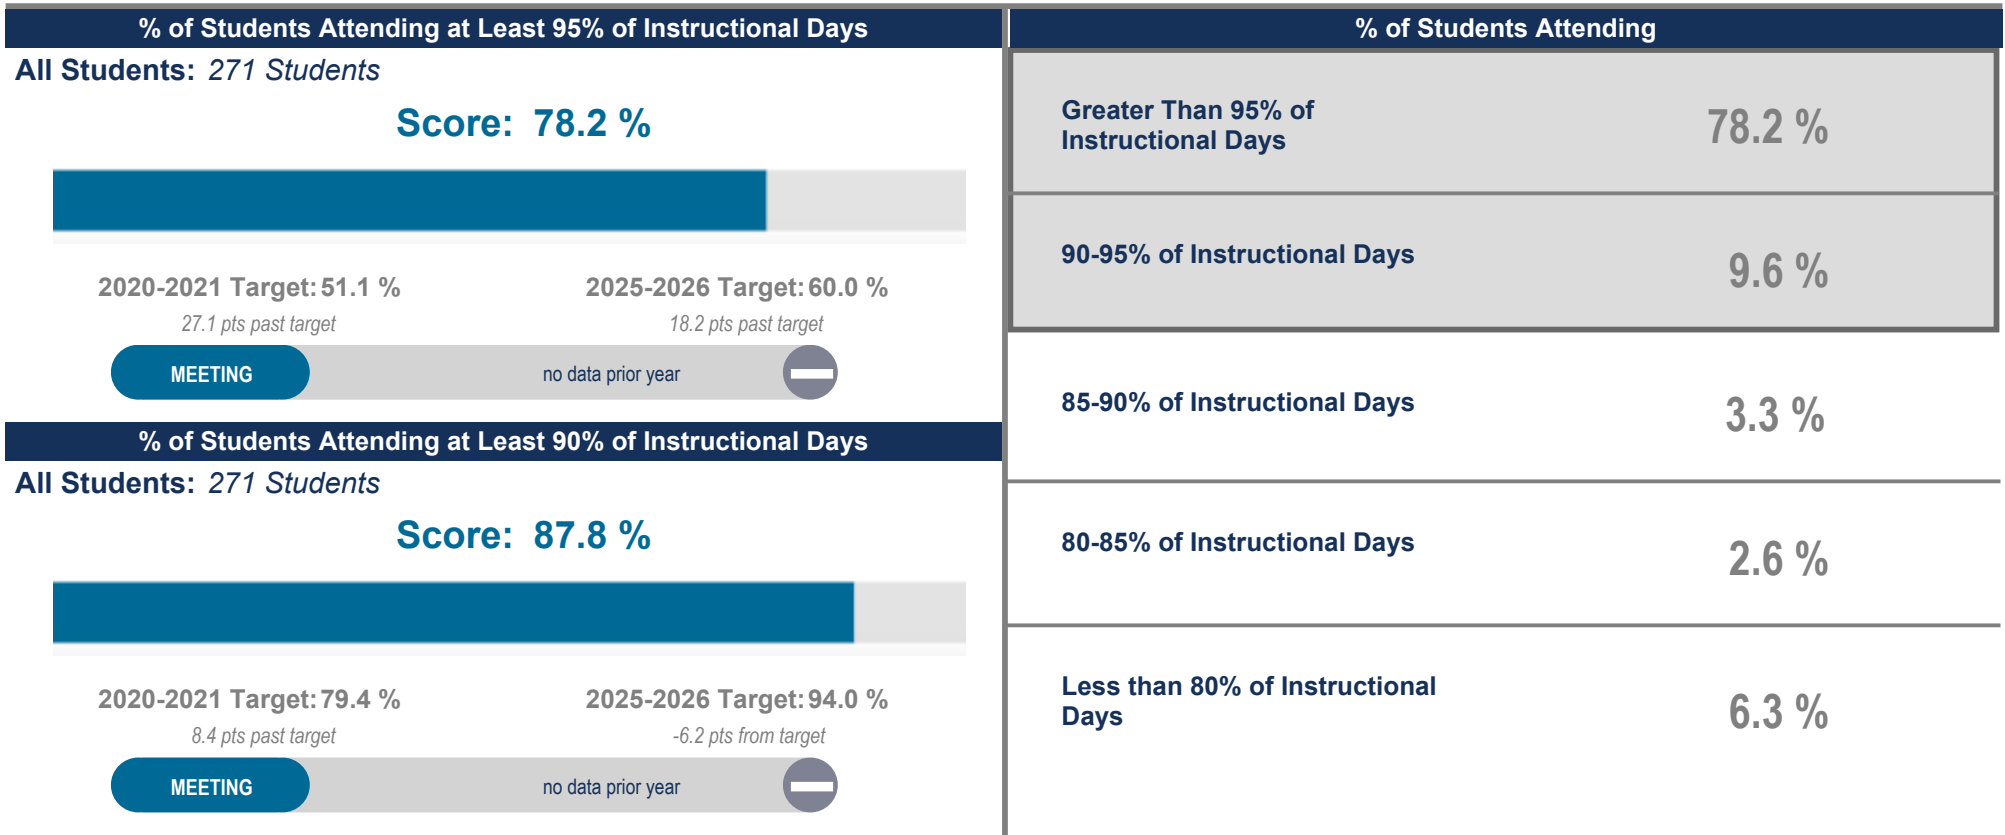 % of Students Attending at Least 95% of Instructional Days
All Students: 271 Students
Score: 78.2 %
2020-2021 Target: 51.1 %
27.1 pts past target
2025-2026 Target: 60.0 %
18.2 pts past target
MEETING
no data prior year
% of Students Attending at Least 90% of Instructional Days
All Students: 271 Students
Score: 87.8 %
2020-2021 Target: 79.4 %
8.4 pts past target
2025-2026 Target: 94.0 %
-6.2 pts from target
MEETING
no data prior year
% of Students Attending
Greater Than 95% of
Instructional Days
78.2 %
90-95% of Instructional Days
9.6 %
85-90% of Instructional Days
3.3 %
80-85% of Instructional Days
2.6 %
Less than 80% of Instructional
Days
6.3 %